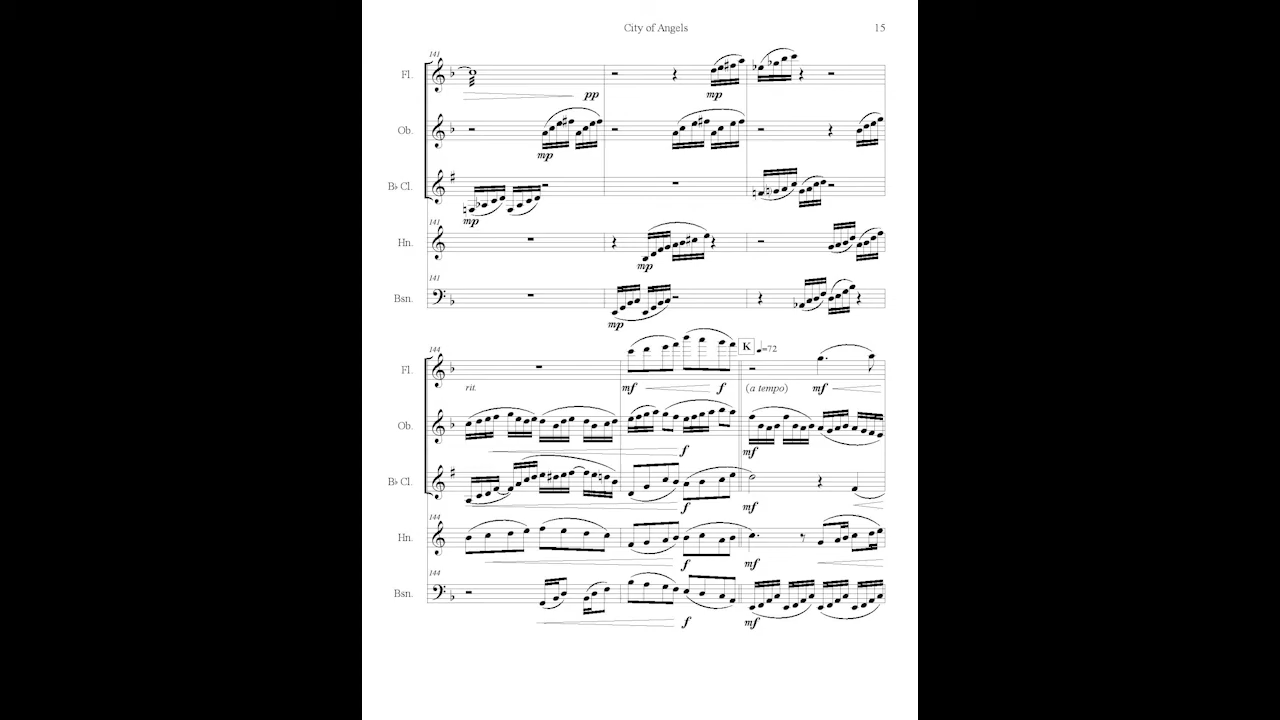 City of Angels 15
141
Fl.
pp mp
Ob.
mp
B♭ Cl.
mp
141
Hn.
mp
141
Bsn.
mp
144
K ♩=72
Fl.
rit. mf f (a tempo) mf
Ob.
f mf
B♭ Cl.
f mf
144
Hn.
f mf
144
Bsn.
f mf